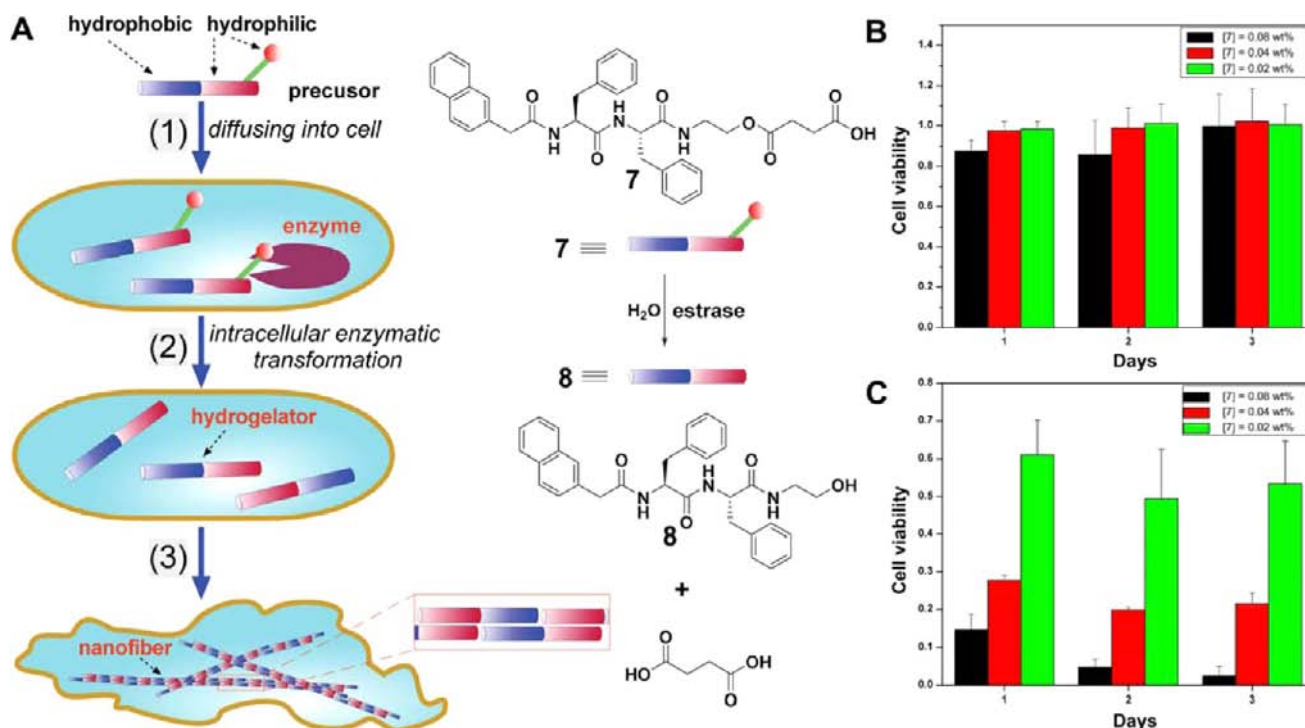 A
hydrophobic hydrophilic
precusor
(1) diffusing into cell
enzyme
(2) intracellular enzymatic
transformation
hydrogelator
(3)
nanofiber
O
H
N
O
N
H
O
H
N
O
O
O
OH
7
7
H₂O estrase
8
O
N
H
O
H
N
O
H
N
OH
8
+
O
HO
OH
O
B
Cell viability
1.4
1.2
1.0
0.8
0.6
0.4
0.2
0.0
[7] = 0.08 wt%
[7] = 0.04 wt%
[7] = 0.02 wt%
1 2 3
Days
C
Cell viability
0.8
0.7
0.6
0.5
0.4
0.3
0.2
0.1
0.0
[7] = 0.08 wt%
[7] = 0.04 wt%
[7] = 0.02 wt%
1 2 3
Days